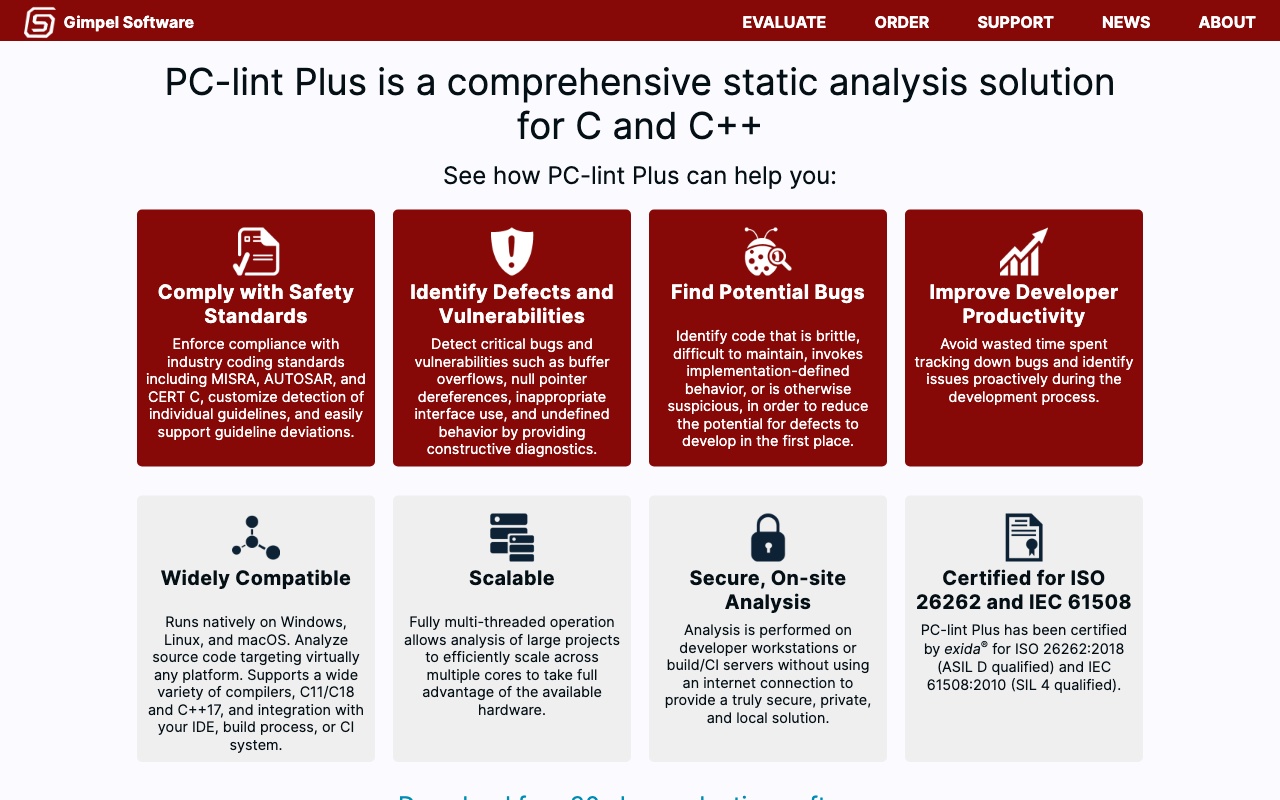 Gimpel Software
EVALUATE
ORDER
SUPPORT
NEWS
ABOUT
PC-lint Plus is a comprehensive static analysis solution
for C and C++
See how PC-lint Plus can help you:
Comply with Safety
Standards
Enforce compliance with
industry coding standards
including MISRA, AUTOSAR, and
CERT C, customize detection of
individual guidelines, and easily
support guideline deviations.
Identify Defects and
Vulnerabilities
Detect critical bugs and
vulnerabilities such as buffer
overflows, null pointer
dereferences, inappropriate
interface use, and undefined
behavior by providing
constructive diagnostics.
Find Potential Bugs
Identify code that is brittle,
difficult to maintain, invokes
implementation-defined
behavior, or is otherwise
suspicious, in order to reduce
the potential for defects to
develop in the first place.
Improve Developer
Productivity
Avoid wasted time spent
tracking down bugs and identify
issues proactively during the
development process.
Widely Compatible
Runs natively on Windows,
Linux, and macOS. Analyze
source code targeting virtually
any platform. Supports a wide
variety of compilers, C11/C18
and C++17, and integration with
your IDE, build process, or CI
system.
Scalable
Fully multi-threaded operation
allows analysis of large projects
to efficiently scale across
multiple cores to take full
advantage of the available
hardware.
Secure, On-site
Analysis
Analysis is performed on
developer workstations or
build/CI servers without using
an internet connection to
provide a truly secure, private,
and local solution.
Certified for ISO
26262 and IEC 61508
PC-lint Plus has been certified
by exida® for ISO 26262:2018
(ASIL D qualified) and IEC
61508:2010 (SIL 4 qualified).